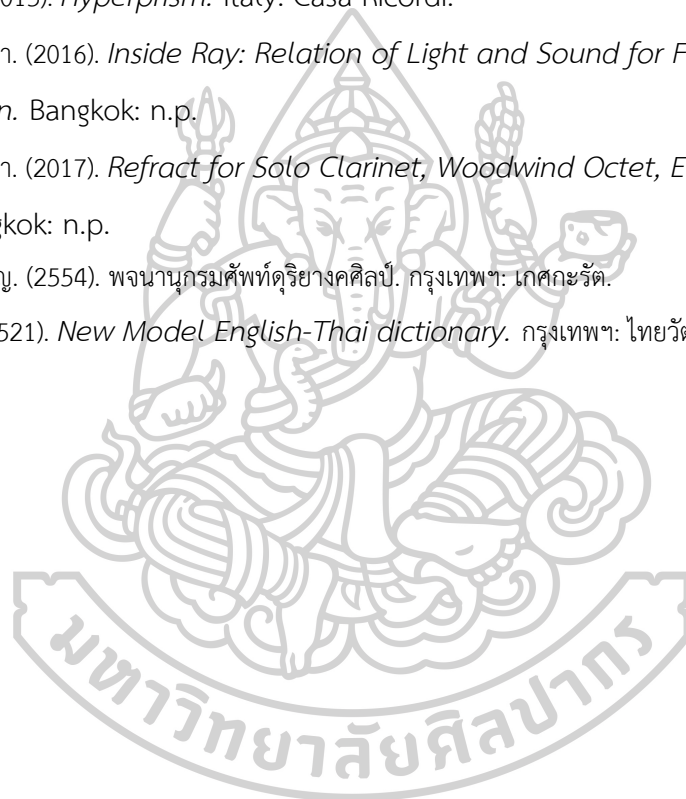 015). Hyperprism. Italy: Casa Ricordi.
า. (2016). Inside Ray: Relation of Light and Sound for F
n. Bangkok: n.p.
า. (2017). Refract for Solo Clarinet, Woodwind Octet, E
gkok: n.p.
ญ. (2554). พจนานุกรมศัพท์ดุริยางคศิลป์. กรุงเทพฯ: เกศกะรัต.
521). New Model English-Thai dictionary. กรุงเทพฯ: ไทยวัต
มหาวิทยาลัยศิลปากร